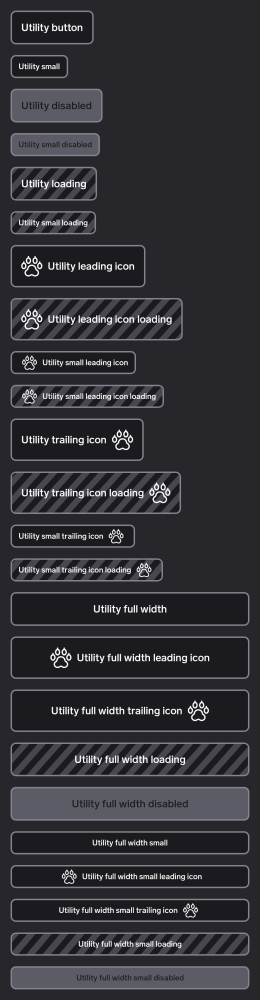 Utility button
Utility small
Utility disabled
Utility small disabled
Utility loading
Utility small loading
Utility leading icon
Utility leading icon loading
Utility small leading icon
Utility small leading icon loading
Utility trailing icon
Utility trailing icon loading
Utility small trailing icon
Utility small trailing icon loading
Utility full width
Utility full width leading icon
Utility full width trailing icon
Utility full width loading
Utility full width disabled
Utility full width small
Utility full width small leading icon
Utility full width small trailing icon
Utility full width small loading
Utility full width small disabled